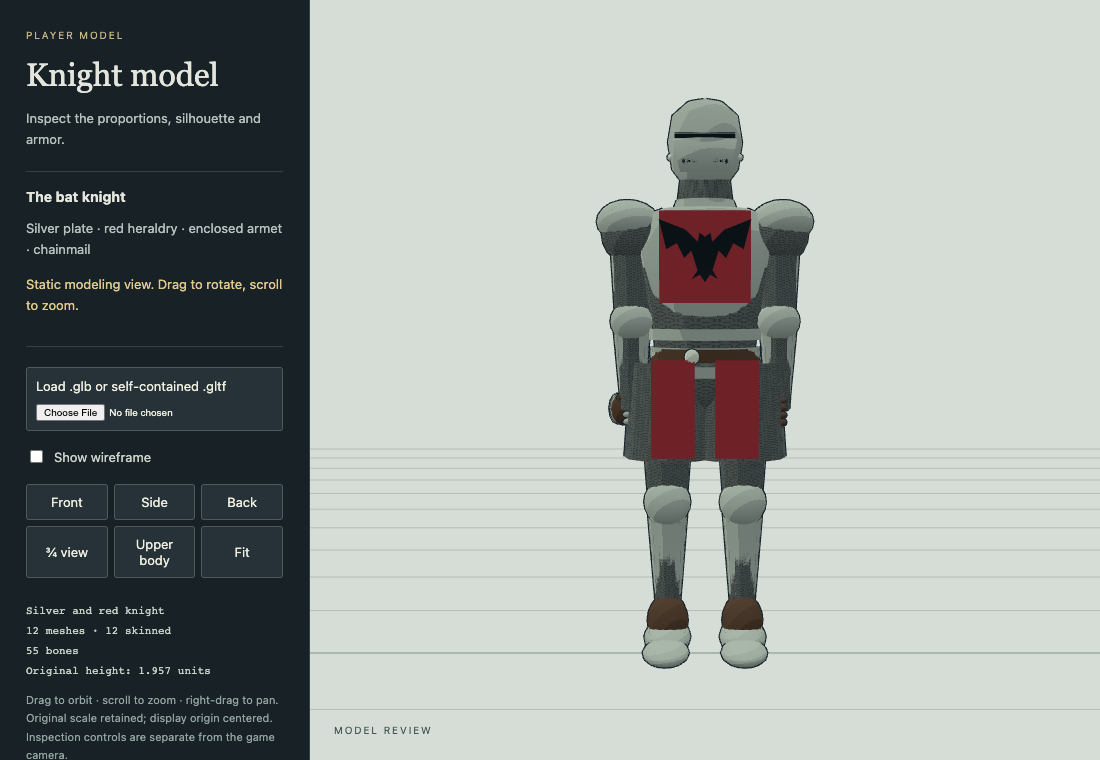 PLAYER MODEL
Knight model
Inspect the proportions, silhouette and
armor.
The bat knight
Silver plate · red heraldry · enclosed armet
· chainmail
Static modeling view. Drag to rotate, scroll
to zoom.
Load .glb or self-contained .gltf
Choose File No file chosen
Show wireframe
Front Side Back
¾ view Upper body Fit
Silver and red knight
12 meshes · 12 skinned
55 bones
Original height: 1.957 units
Drag to orbit · scroll to zoom · right-drag to pan.
Original scale retained; display origin centered.
Inspection controls are separate from the game
camera.
MODEL REVIEW